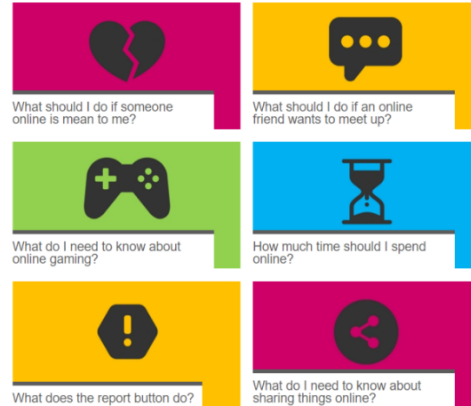 What should I do if someone
online is mean to me?
What should I do if an online
friend wants to meet up?
What do I need to know about
online gaming?
How much time should I spend
online?
What does the report button do?
What do I need to know about
sharing things online?